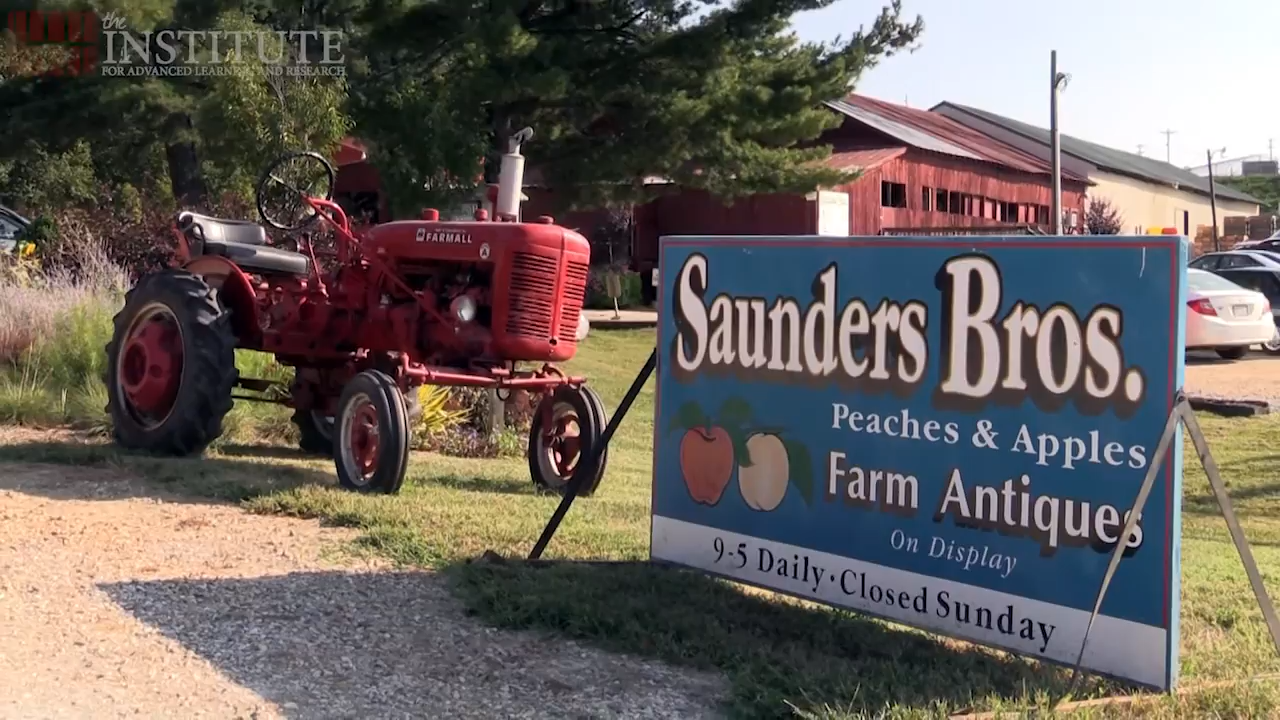 the
INSTITUTE
FOR ADVANCED LEARNING AND RESEARCH
FARMALL
A
Saunders Bros.
Peaches & Apples
Farm Antiques
On Display
9-5 Daily · Closed Sunday